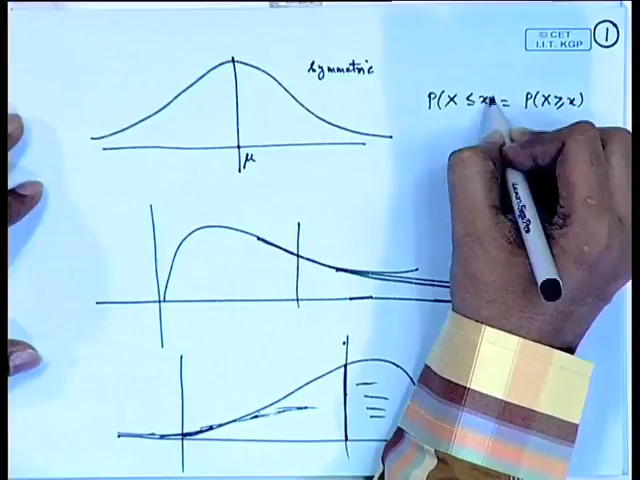 © CET
I.I.T. KGP
1
Symmetric
P(X ≤ x) = P(X ≥ x)
μ